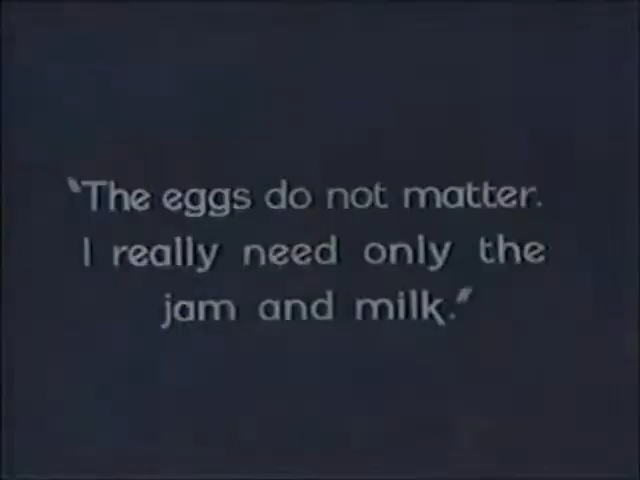 "The eggs do not matter.
I really need only the
jam and milk."